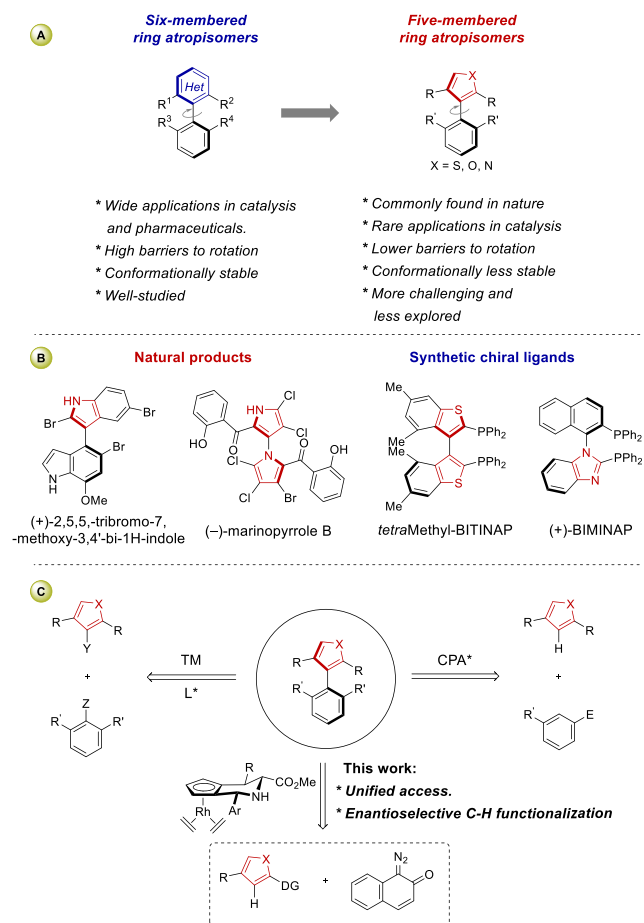 A
Six-membered
ring atropisomers
Five-membered
ring atropisomers
Het
R¹ R²
R³ R⁴
X
R R
R' R'
X = S, O, N
* Wide applications in catalysis
and pharmaceuticals.
* High barriers to rotation
* Conformationally stable
* Well-studied
* Commonly found in nature
* Rare applications in catalysis
* Lower barriers to rotation
* Conformationally less stable
* More challenging and
less explored
B
Natural products
Synthetic chiral ligands
HN
Br
Br
Br
HN
OMe
(+)-2,5,5,-tribromo-7,
-methoxy-3,4'-bi-1H-indole
OH
O
HN
Cl
Cl
N
O
OH
Cl
Cl
Br
(–)-marinopyrrole B
Me
S
PPh₂
Me
Me
PPh₂
S
Me
tetraMethyl-BITINAP
PPh₂
N
PPh₂
N
(+)-BIMINAP
C
X
R R
Y
+
Z
R' R'
TM
L*
X
R R
R' R'
CPA*
X
R R
H
+
R' E
R
CO₂Me
NH
Rh
Ar
This work:
* Unified access.
* Enantioselective C-H functionalization
X
R
DG
H
+
N₂
O